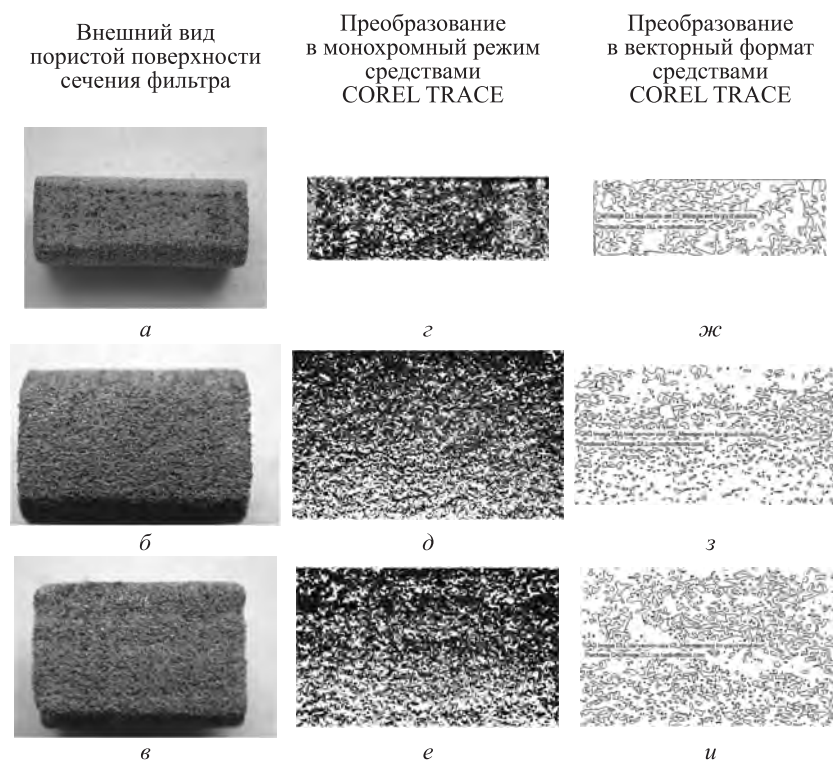 Внешний вид
пористой поверхности
сечения фильтра
Преобразование
в монохромный режим
средствами
COREL TRACE
Преобразование
в векторный формат
средствами
COREL TRACE
а
г
ж
б
д
з
в
е
и